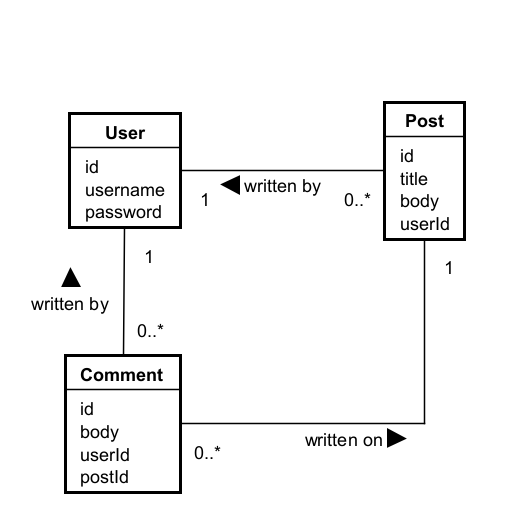 User
id
username
password
Post
id
title
body
userId
1
written by
0..*
1
written by
0..*
1
Comment
id
body
userId
postId
0..*
written on